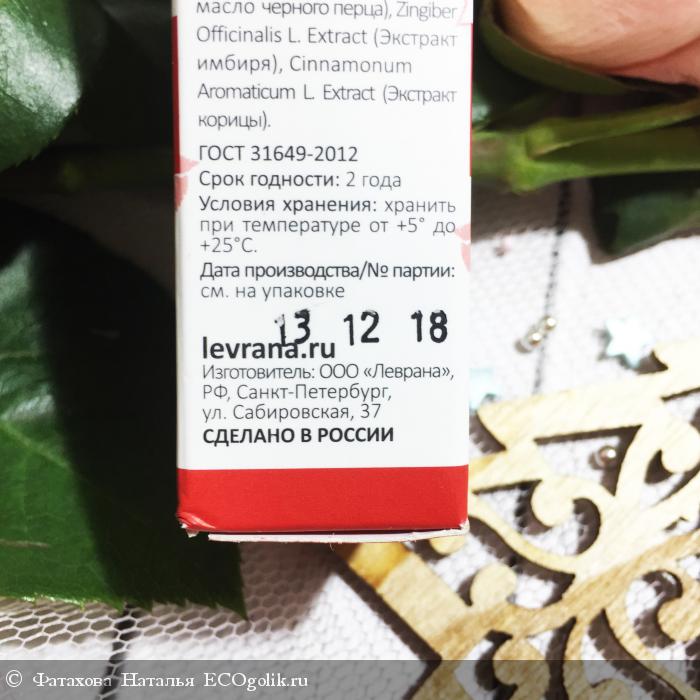 масло черного перца), Zingiber
Officinalis L. Extract (Экстракт
имбиря), Cinnamonum
Aromaticum L. Extract (Экстракт
корицы).
ГОСТ 31649-2012
Срок годности: 2 года
Условия хранения: хранить
при температуре от +5° до
+25°C.
Дата производства/№ партии:
см. на упаковке
13 12 18
levrana.ru
Изготовитель: ООО «Леврана»,
РФ, Санкт-Петербург,
ул. Сабировская, 37
СДЕЛАНО В РОССИИ
© Фатахова Наталья ECOgolik.ru